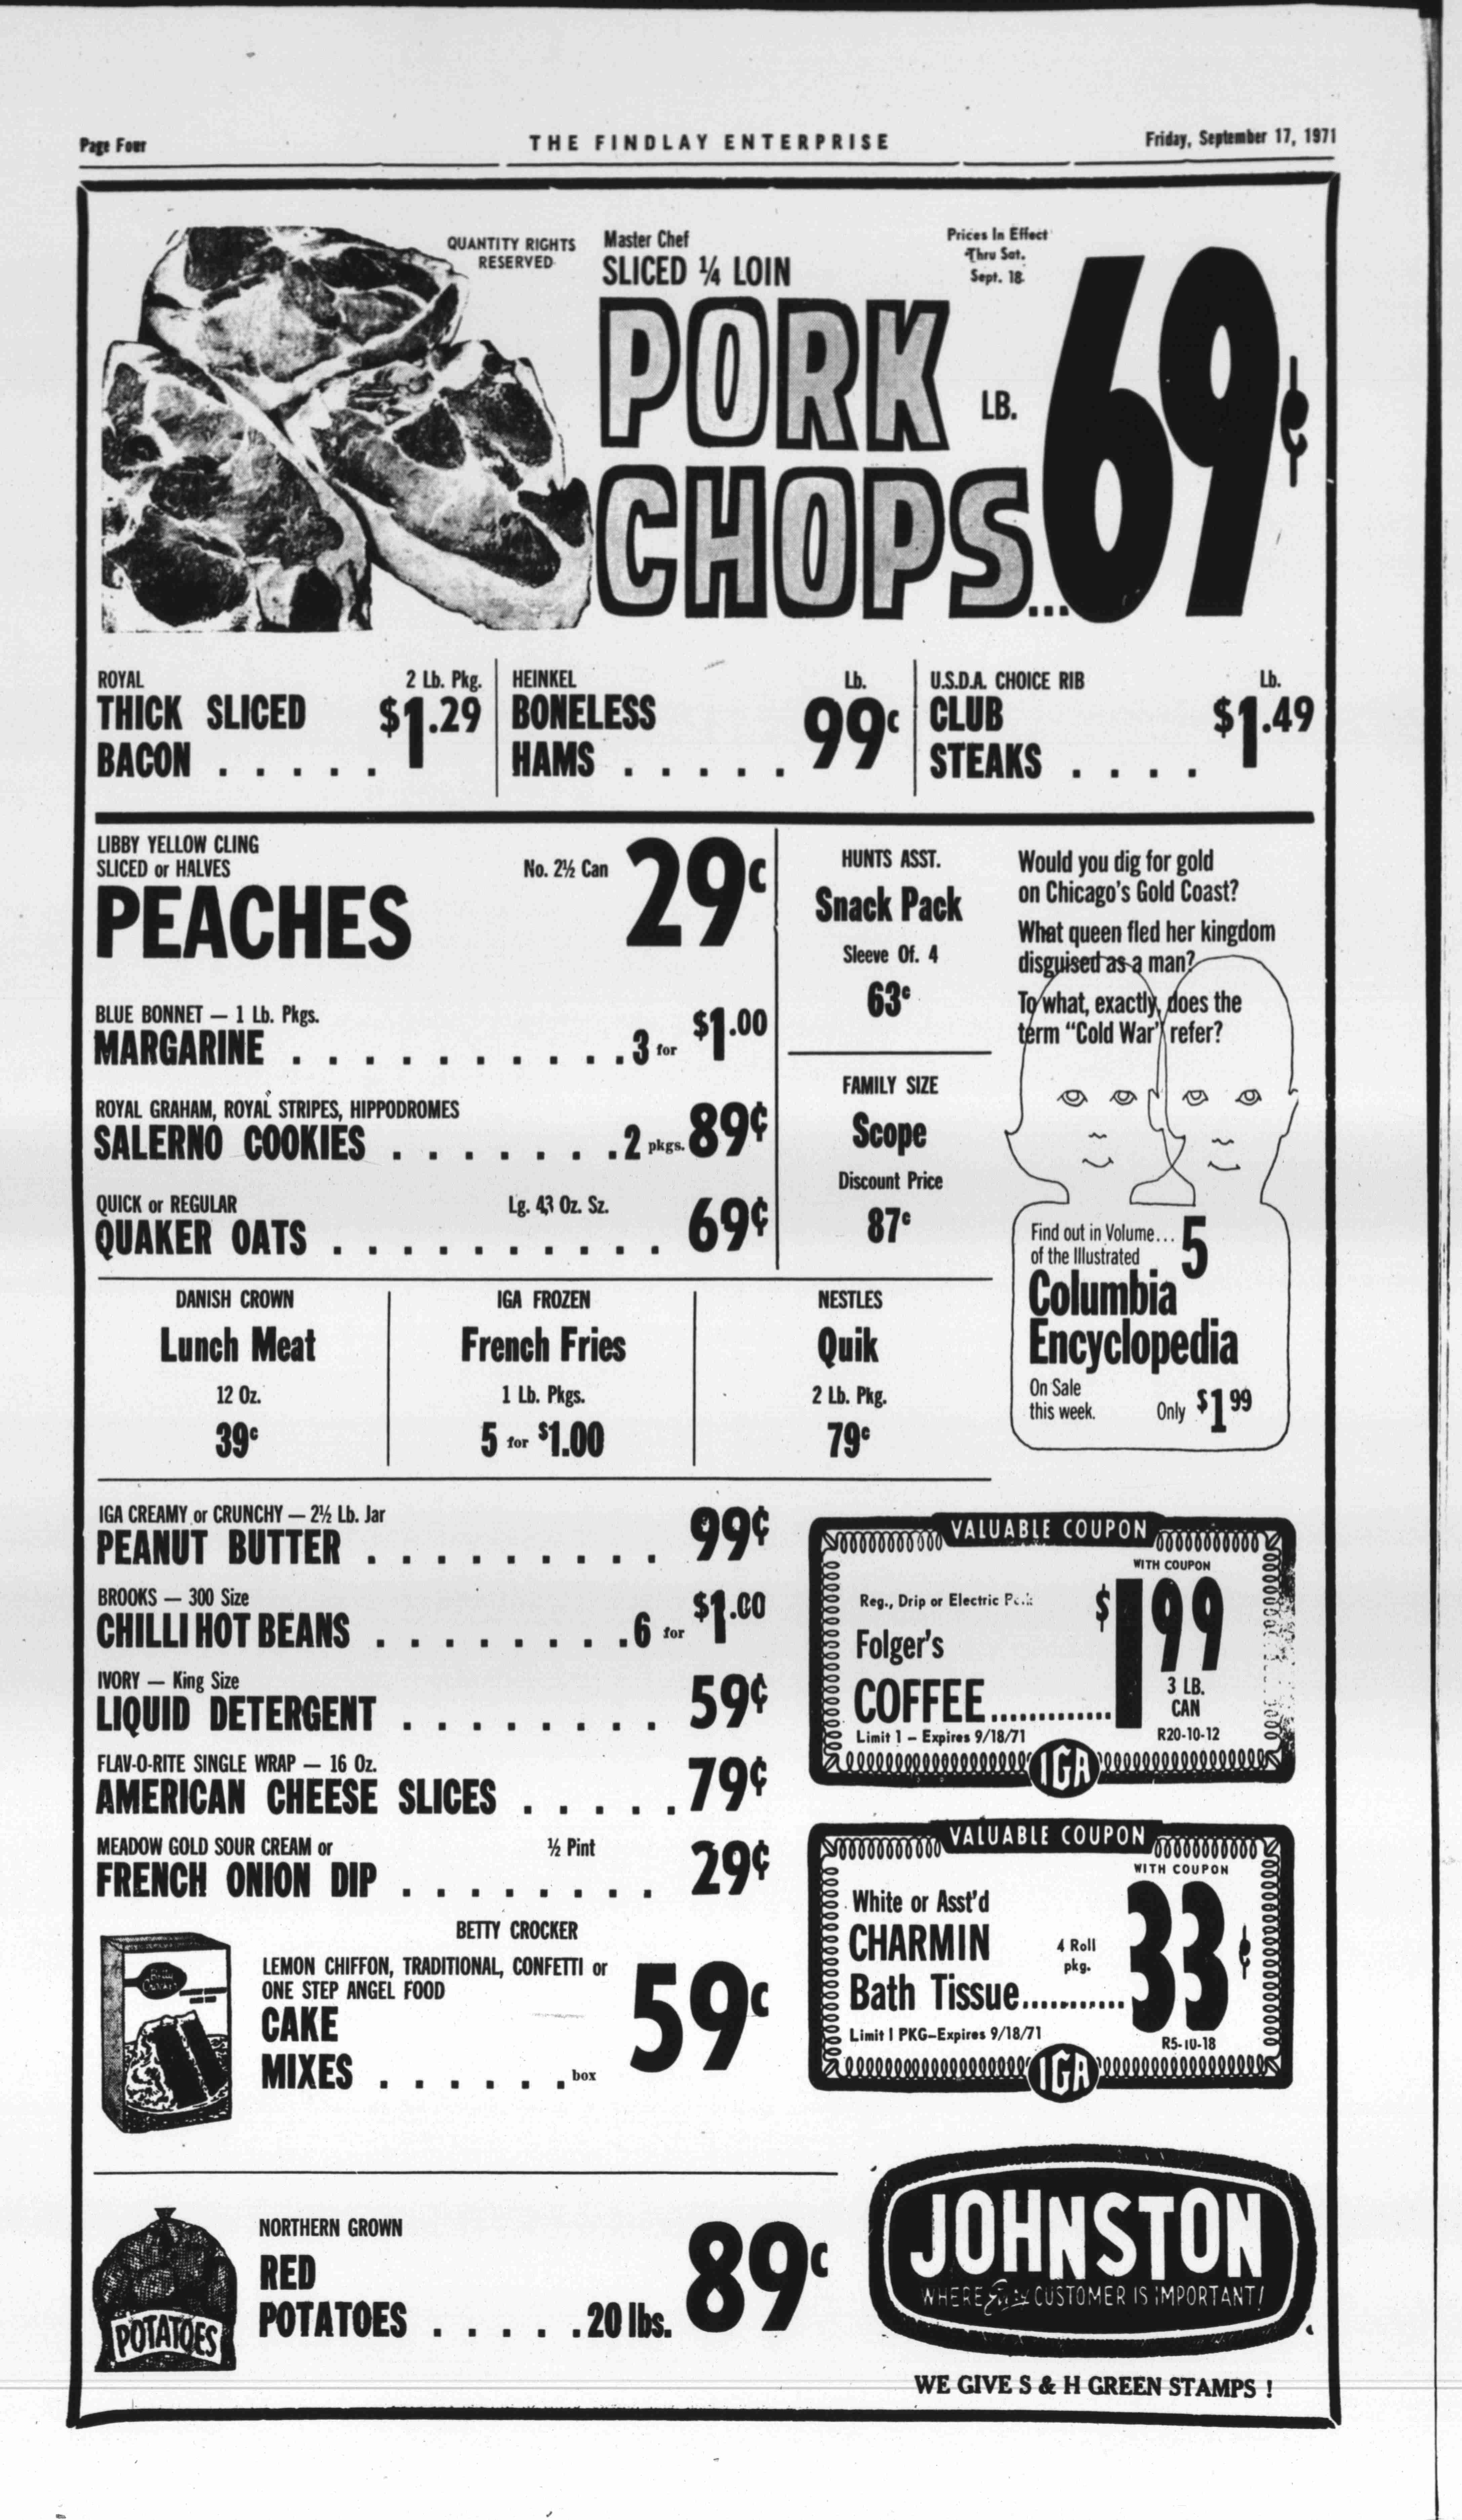 Page Four
THE FINDLAY ENTERPRISE
Friday, September 17, 1971
QUANTITY RIGHTS
RESERVED
Master Chef
SLICED ¼ LOIN
PORK
CHOPS...
Prices In Effect
Thru Sat.
Sept. 18
LB.
69¢
ROYAL
THICK SLICED
BACON . . . . .
2 Lb. Pkg.
$1.29
HEINKEL
BONELESS
HAMS . . . . .
Lb.
99c
U.S.D.A. CHOICE RIB
CLUB
STEAKS . . . .
Lb.
$1.49
LIBBY YELLOW CLING
SLICED or HALVES
PEACHES
No. 2½ Can
29c
BLUE BONNET — 1 Lb. Pkgs.
MARGARINE . . . . . . . . . . . . 3 for $1.00
ROYAL GRAHAM, ROYAL STRIPES, HIPPODROMES
SALERNO COOKIES . . . . . . . . 2 pkgs. 89¢
QUICK or REGULAR Lg. 43 Oz. Sz.
QUAKER OATS . . . . . . . . . . 69¢
HUNTS ASST.
Snack Pack
Sleeve Of. 4
63c
FAMILY SIZE
Scope
Discount Price
87c
Would you dig for gold
on Chicago's Gold Coast?
What queen fled her kingdom
disguised as a man?
To what, exactly, does the
term "Cold War" refer?
Find out in Volume... 5
of the Illustrated
Columbia
Encyclopedia
On Sale
this week. Only $1 99
DANISH CROWN
Lunch Meat
12 Oz.
39c
IGA FROZEN
French Fries
1 Lb. Pkgs.
5 for $1.00
NESTLES
Quik
2 Lb. Pkg.
79c
IGA CREAMY or CRUNCHY — 2½ Lb. Jar
PEANUT BUTTER . . . . . . . . . . 99¢
BROOKS — 300 Size
CHILLI HOT BEANS . . . . . . . . . 6 for $1.00
IVORY — King Size
LIQUID DETERGENT . . . . . . . . . 59¢
FLAV-O-RITE SINGLE WRAP — 16 Oz.
AMERICAN CHEESE SLICES . . . . . 79¢
MEADOW GOLD SOUR CREAM or ½ Pint
FRENCH ONION DIP . . . . . . . . 29¢
BETTY CROCKER
LEMON CHIFFON, TRADITIONAL, CONFETTI or
ONE STEP ANGEL FOOD
CAKE
MIXES . . . . . . box
59c
VALUABLE COUPON
WITH COUPON
Reg., Drip or Electric
Folger's
COFFEE..............
$1 99
3 LB.
CAN
Limit 1 – Expires 9/18/71
R20-10-12
IGA
VALUABLE COUPON
WITH COUPON
White or Asst'd
CHARMIN
Bath Tissue...........
4 Roll
pkg.
33¢
Limit 1 PKG–Expires 9/18/71
R5-10-18
IGA
NORTHERN GROWN
RED
POTATOES . . . . . . 20 lbs. 89c
POTATOES
JOHNSTON
WHERE CUSTOMER IS IMPORTANT!
WE GIVE S & H GREEN STAMPS !